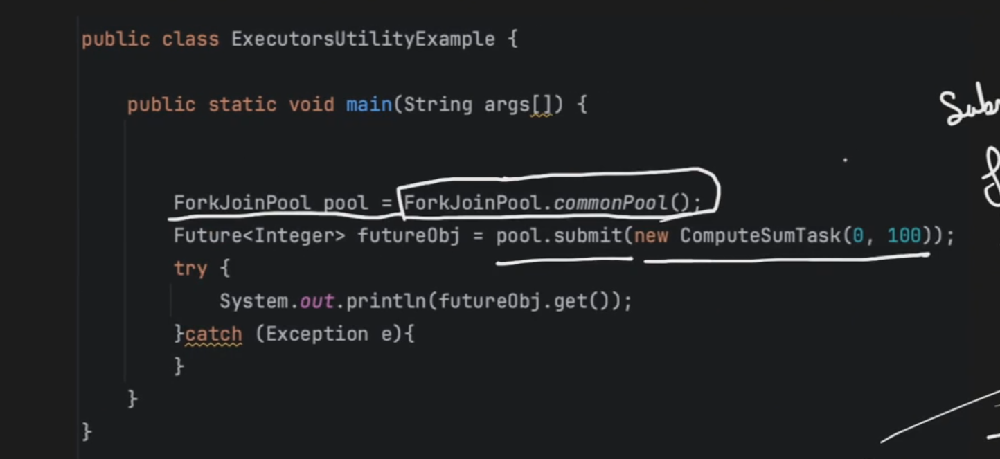 public class ExecutorsUtilityExample {
public static void main(String args[]) {
ForkJoinPool pool = ForkJoinPool.commonPool();
Future<Integer> futureObj = pool.submit(new ComputeSumTask(0, 100));
try {
System.out.println(futureObj.get());
}catch (Exception e){
}
}
}